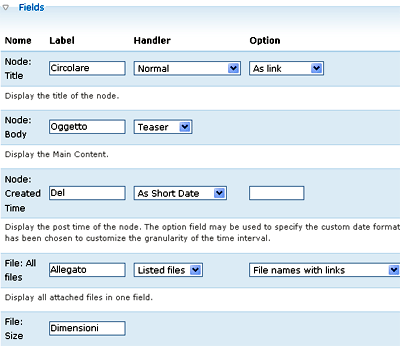 Fields
Nome Label Handler Option
Node: Title Circolare Normal As link
Display the title of the node.
Node: Body Oggetto Teaser
Display the Main Content.
Node: Created Time Del As Short Date
Display the post time of the node. The option field may be used to specify the custom date format
has been chosen to customize the granularity of the time interval.
File: All files Allegato Listed files File names with links
Display all attached files in one field.
File: Size Dimensioni